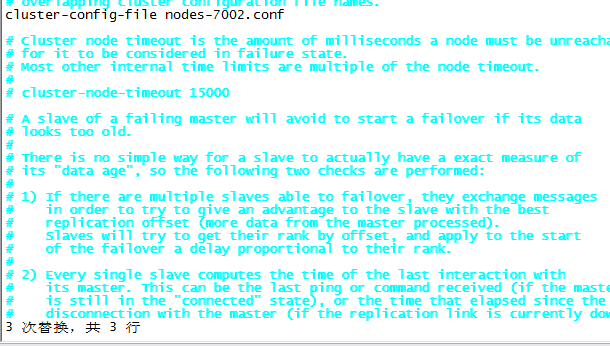 # overlapping cluster configuration file names.
cluster-config-file nodes-7002.conf
# Cluster node timeout is the amount of milliseconds a node must be unreacha
# for it to be considered in failure state.
# Most other internal time limits are multiple of the node timeout.
#
# cluster-node-timeout 15000
# A slave of a failing master will avoid to start a failover if its data
# looks too old.
#
# There is no simple way for a slave to actually have a exact measure of
# its "data age", so the following two checks are performed:
#
# 1) If there are multiple slaves able to failover, they exchange messages
#    in order to try to give an advantage to the slave with the best
#    replication offset (more data from the master processed).
#    Slaves will try to get their rank by offset, and apply to the start
#    of the failover a delay proportional to their rank.
#
# 2) Every single slave computes the time of the last interaction with
#    its master. This can be the last ping or command received (if the maste
#    is still in the "connected" state), or the time that elapsed since the
#    disconnection with the master (if the replication link is currently dow
3 次替换，共 3 行